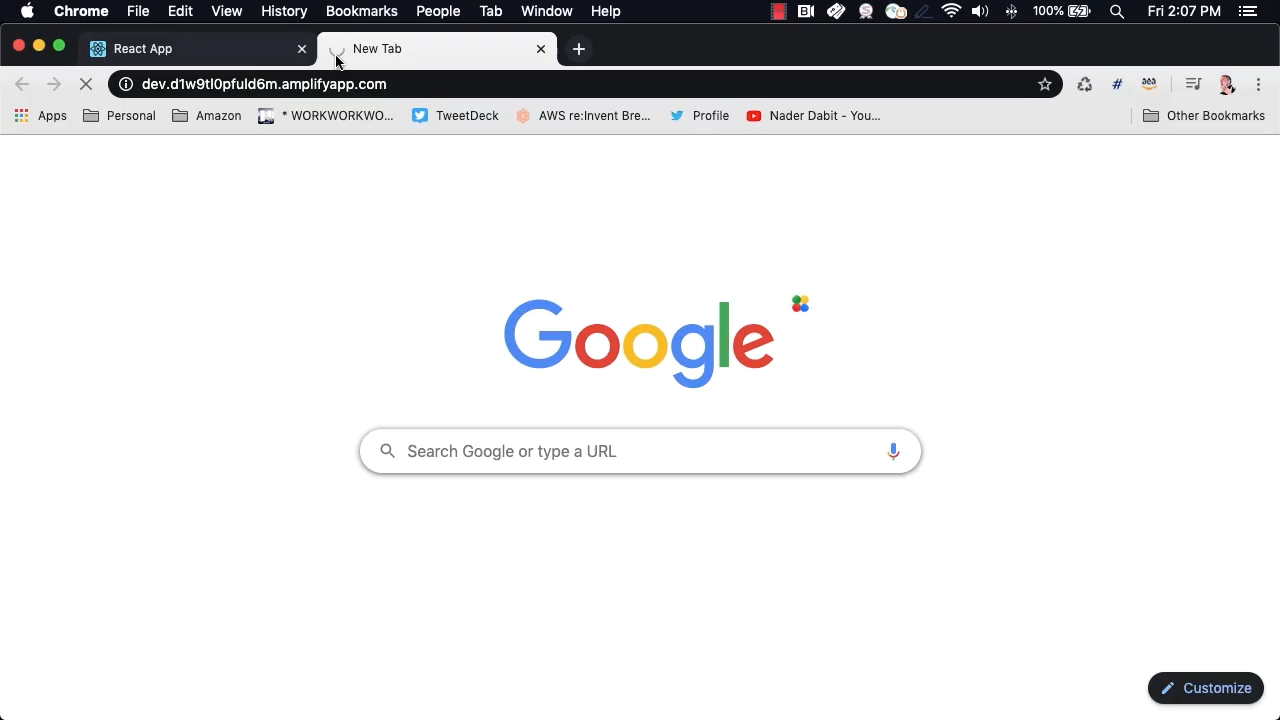 Chrome File Edit View History Bookmarks People Tab Window Help 100% Fri 2:07 PM
React App New Tab
dev.d1w9tl0pfuld6m.amplifyapp.com #
Apps Personal Amazon * WORKWORKWO... TweetDeck AWS re:Invent Bre... Profile Nader Dabit - You... Other Bookmarks
Google
Search Google or type a URL
Customize